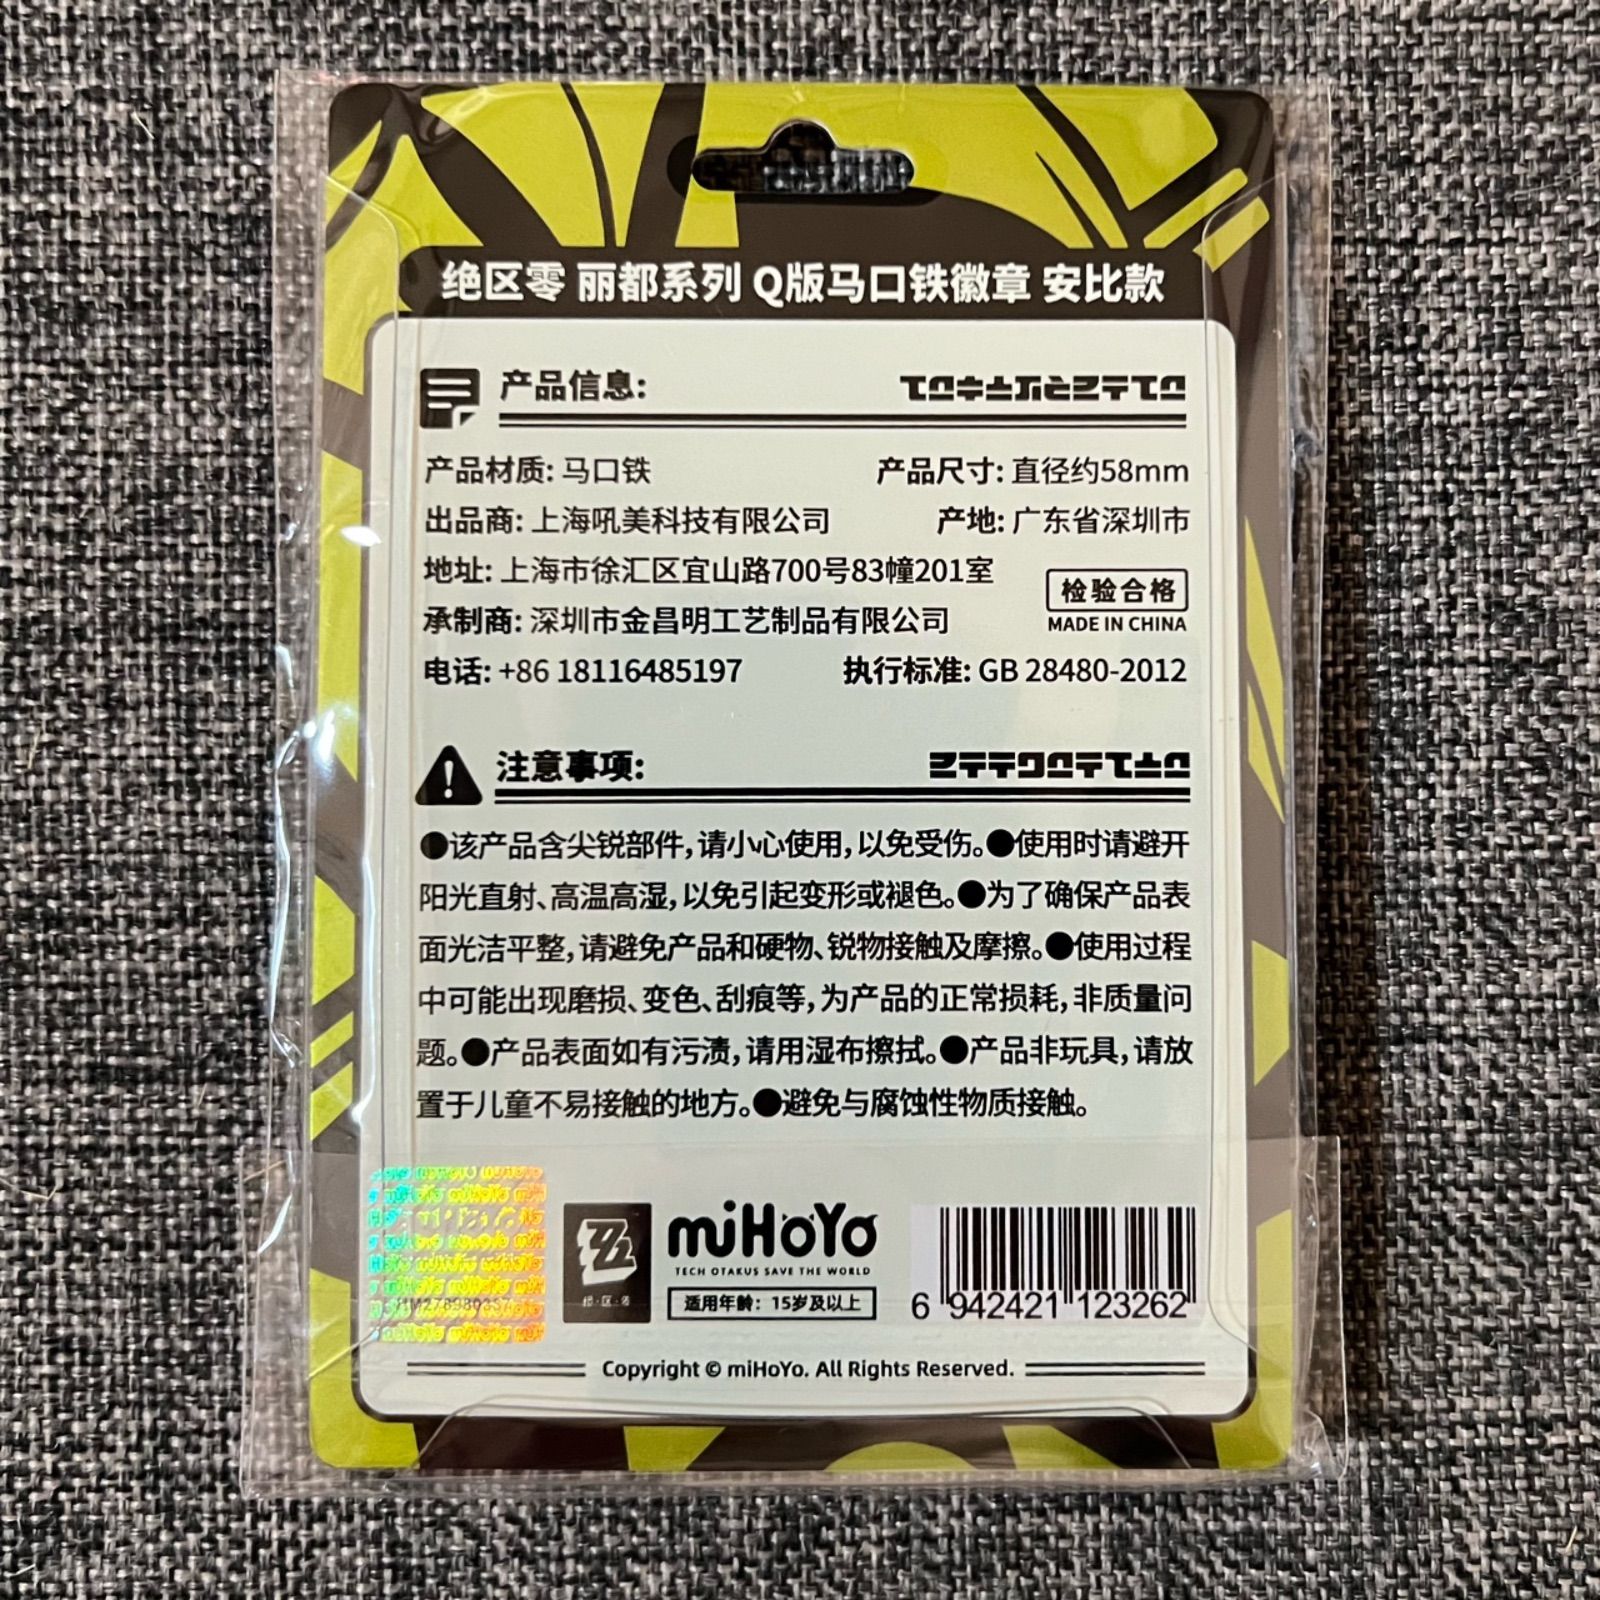 绝区零 丽都系列 Q版马口铁徽章 安比款
产品信息:
产品材质: 马口铁 产品尺寸: 直径约58mm
出品商: 上海吼美科技有限公司 产地: 广东省深圳市
地址: 上海市徐汇区宜山路700号83幢201室
检验合格
承制商: 深圳市金昌明工艺制品有限公司
MADE IN CHINA
电话: +86 18116485197 执行标准: GB 28480-2012
注意事项:
●该产品含尖锐部件,请小心使用,以免受伤。●使用时请避开
阳光直射、高温高湿,以免引起变形或褪色。●为了确保产品表
面光洁平整,请避免产品和硬物、锐物接触及摩擦。●使用过程
中可能出现磨损、变色、刮痕等,为产品的正常损耗,非质量问
题。●产品表面如有污渍,请用湿布擦拭。●产品非玩具,请放
置于儿童不易接触的地方。●避免与腐蚀性物质接触。
miHoYo
TECH OTAKUS SAVE THE WORLD
绝·区·零
适用年龄: 15岁及以上
6 942421 123262
Copyright © miHoYo. All Rights Reserved.